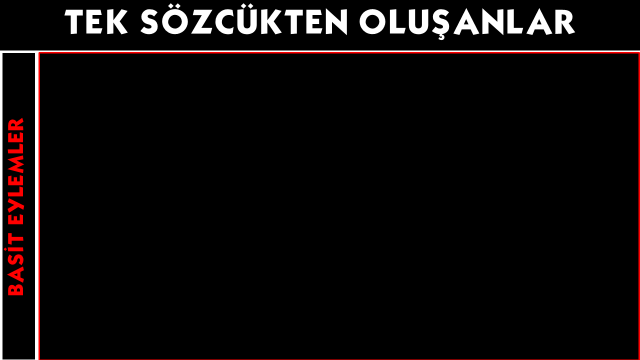 TEK SÖZCÜKTEN OLUŞANLAR
BASİT EYLEMLER